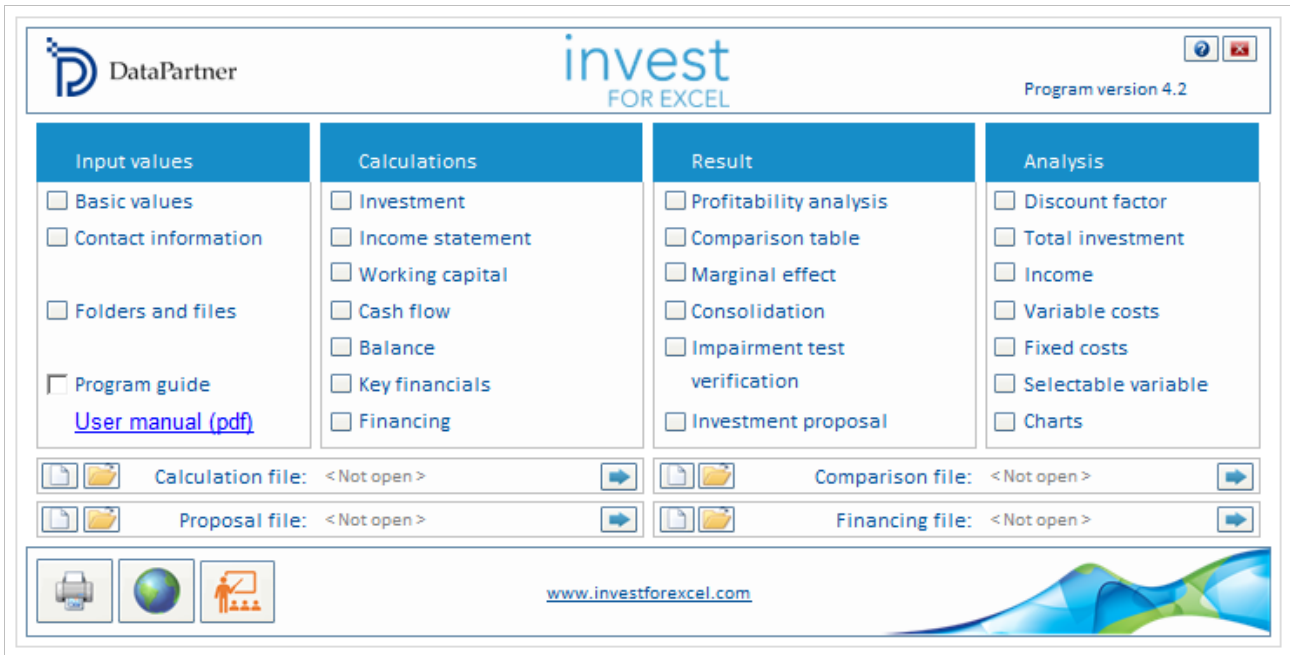 DataPartner
invest
FOR EXCEL
Program version 4.2
Input values
Basic values
Contact information
Folders and files
Program guide
User manual (pdf)
Calculations
Investment
Income statement
Working capital
Cash flow
Balance
Key financials
Financing
Result
Profitability analysis
Comparison table
Marginal effect
Consolidation
Impairment test
verification
Investment proposal
Analysis
Discount factor
Total investment
Income
Variable costs
Fixed costs
Selectable variable
Charts
Calculation file: <Not open>
Comparison file: <Not open>
Proposal file: <Not open>
Financing file: <Not open>
www.investforexcel.com